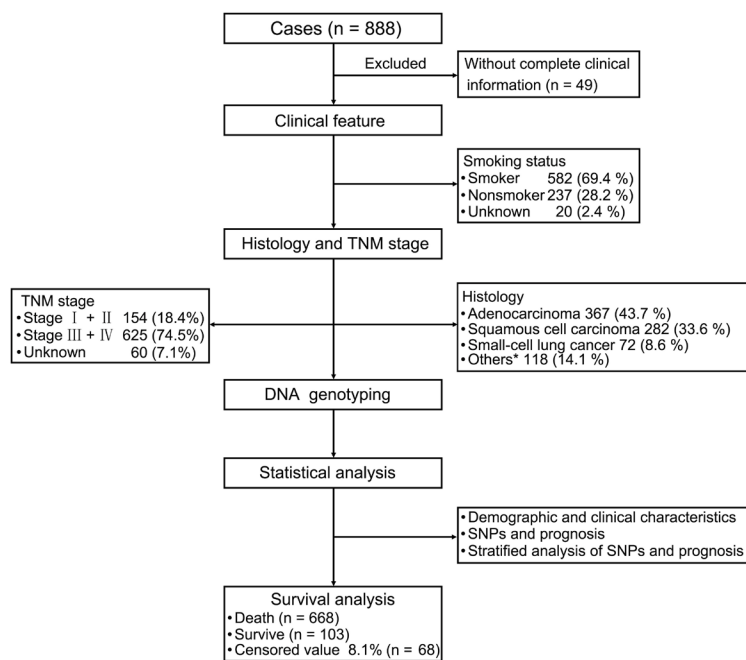 Cases (n = 888)
Excluded
Without complete clinical
information (n = 49)
Clinical feature
Smoking status
• Smoker 582 (69.4 %)
• Nonsmoker 237 (28.2 %)
• Unknown 20 (2.4 %)
Histology and TNM stage
TNM stage
• Stage Ⅰ + Ⅱ 154 (18.4%)
• Stage Ⅲ + Ⅳ 625 (74.5%)
• Unknown 60 (7.1%)
Histology
• Adenocarcinoma 367 (43.7 %)
• Squamous cell carcinoma 282 (33.6 %)
• Small-cell lung cancer 72 (8.6 %)
• Others* 118 (14.1 %)
DNA genotyping
Statistical analysis
• Demographic and clinical characteristics
• SNPs and prognosis
• Stratified analysis of SNPs and prognosis
Survival analysis
• Death (n = 668)
• Survive (n = 103)
• Censored value 8.1% (n = 68)